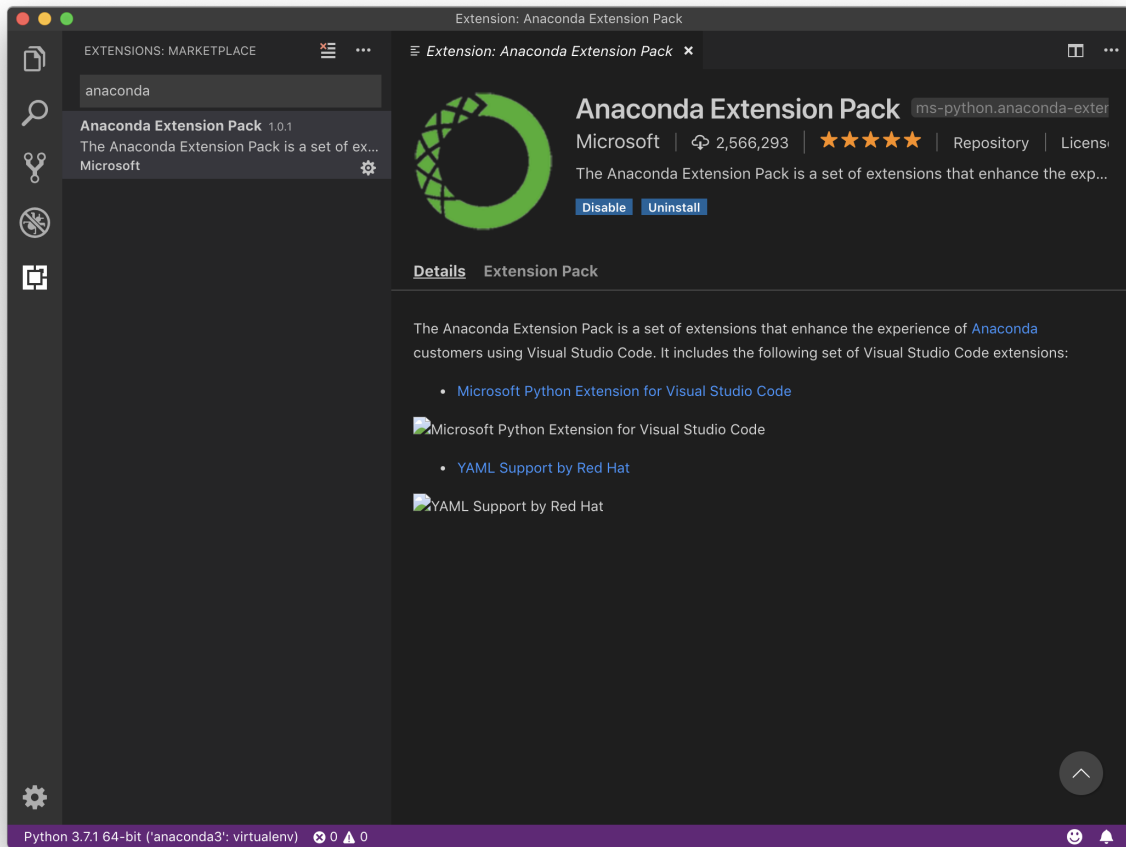 Extension: Anaconda Extension Pack
EXTENSIONS: MARKETPLACE
anaconda
Anaconda Extension Pack 1.0.1
The Anaconda Extension Pack is a set of ex...
Microsoft
Extension: Anaconda Extension Pack
Anaconda Extension Pack ms-python.anaconda-exten
Microsoft 2,566,293 Repository License
The Anaconda Extension Pack is a set of extensions that enhance the exp...
Disable Uninstall
Details Extension Pack
The Anaconda Extension Pack is a set of extensions that enhance the experience of Anaconda
customers using Visual Studio Code. It includes the following set of Visual Studio Code extensions:
• Microsoft Python Extension for Visual Studio Code
Microsoft Python Extension for Visual Studio Code
• YAML Support by Red Hat
YAML Support by Red Hat
Python 3.7.1 64-bit ('anaconda3': virtualenv) 0 0